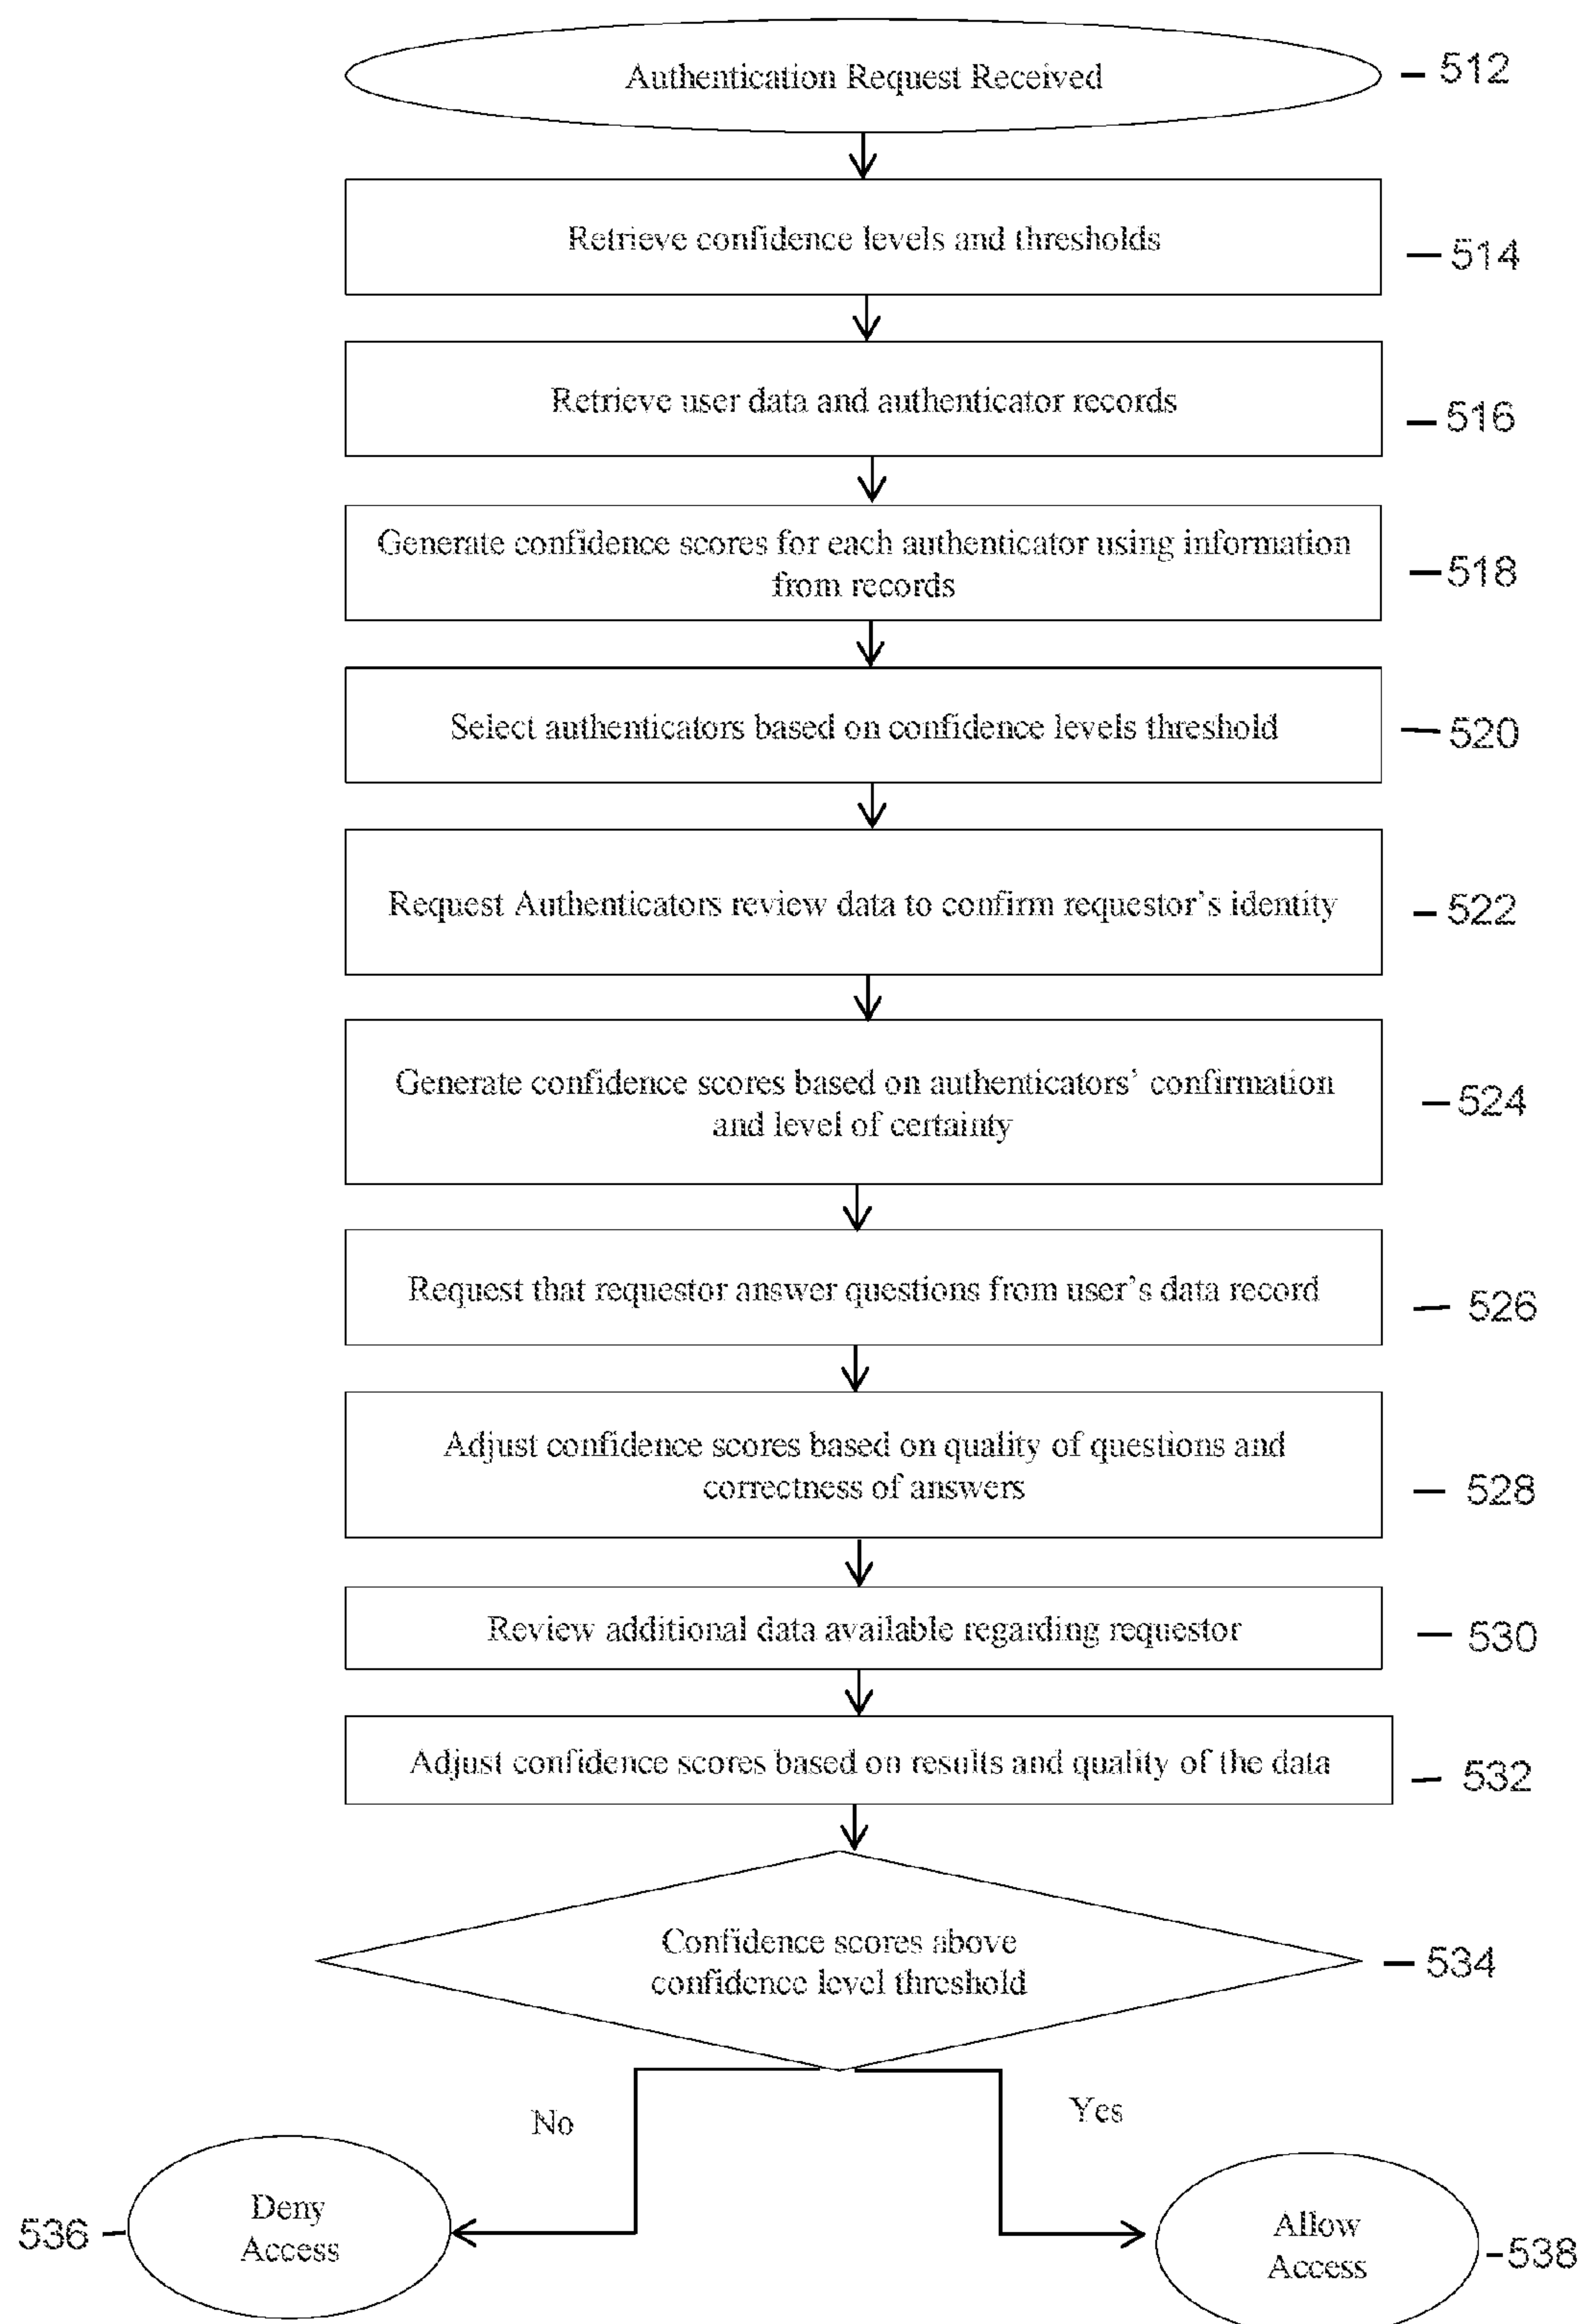 Authentication Request Received
512
Retrieve confidence levels and thresholds
514
Retrieve user data and authenticator records
516
Generate confidence scores for each authenticator using information
from records
518
Select authenticators based on confidence levels threshold
520
Request Authenticators review data to confirm requestor's identity
522
Generate confidence scores based on authenticators' confirmation
and level of certainty
524
Request that requestor answer questions from user's data record
526
Adjust confidence scores based on quality of questions and
correctness of answers
528
Review additional data available regarding requestor
530
Adjust confidence scores based on results and quality of the data
532
Confidence scores above
confidence level threshold
534
No
Yes
Deny
Access
536
Allow
Access
538